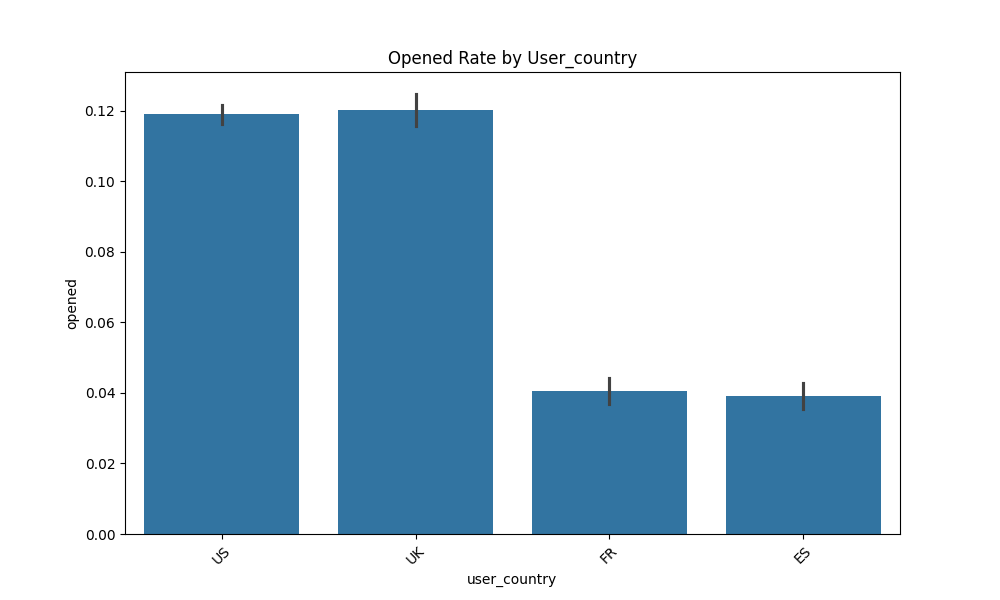 Opened Rate by User_country
opened
0.12
0.10
0.08
0.06
0.04
0.02
0.00
US UK FR ES
user_country